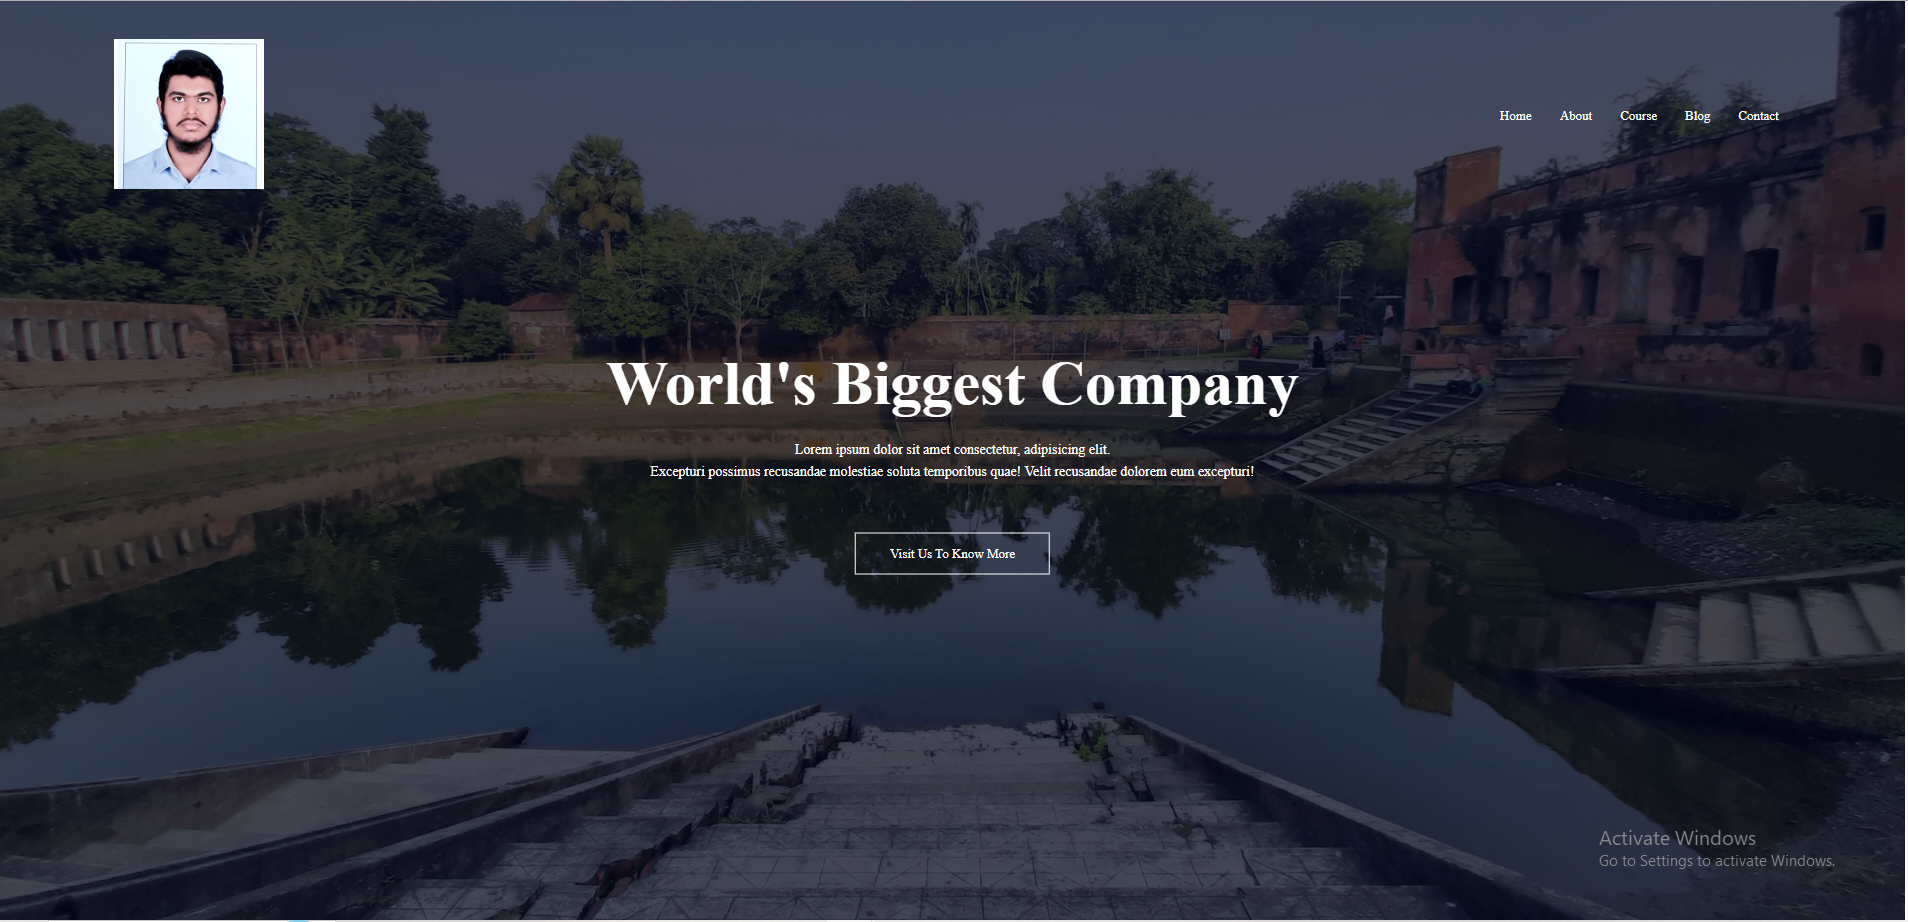 Home About Course Blog Contact
World's Biggest Company
Lorem ipsum dolor sit amet consectetur, adipisicing elit.
Excepturi possimus recusandae molestiae soluta temporibus quae! Velit recusandae dolorem eum excepturi!
Visit Us To Know More
Activate Windows
Go to Settings to activate Windows.